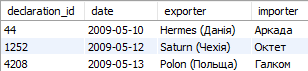 declaration_id date exporter importer
44 2009-05-10 Hermes (Данія) Аркада
1252 2009-05-12 Saturn (Чехія) Октет
4208 2009-05-13 Polon (Польща) Галком